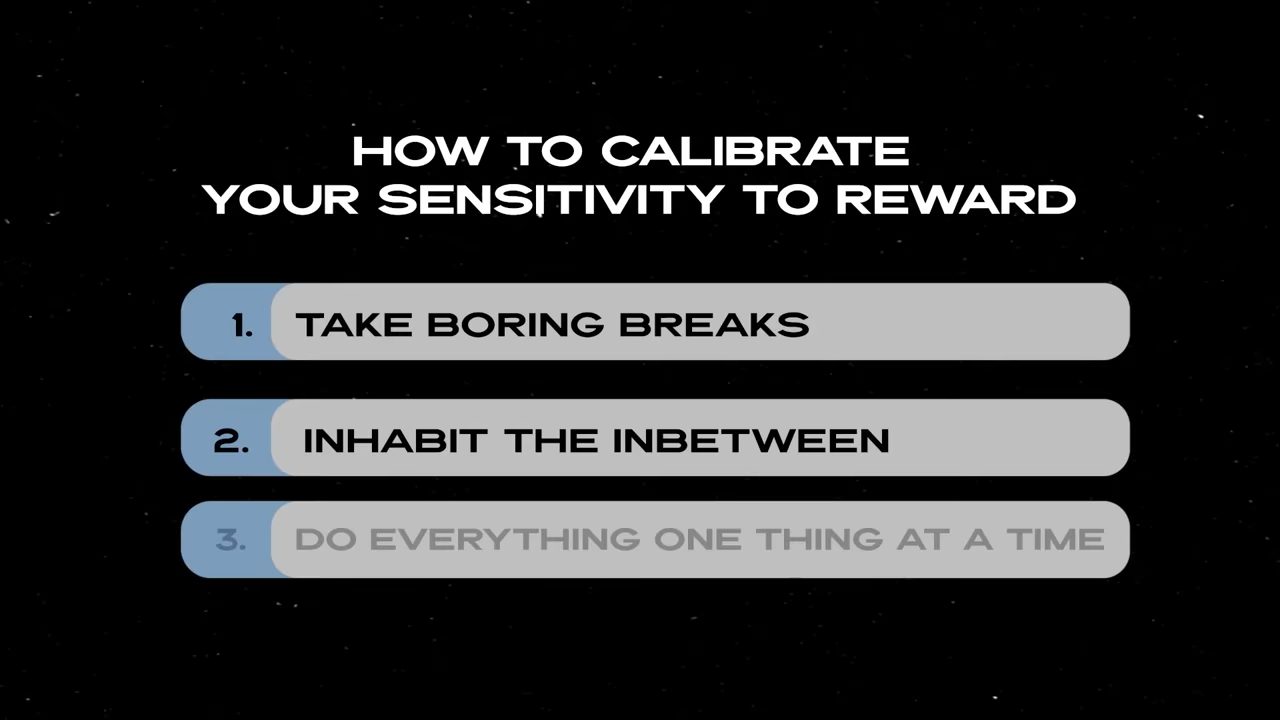 HOW TO CALIBRATE
YOUR SENSITIVITY TO REWARD
1. TAKE BORING BREAKS
2. INHABIT THE INBETWEEN
3. DO EVERYTHING ONE THING AT A TIME